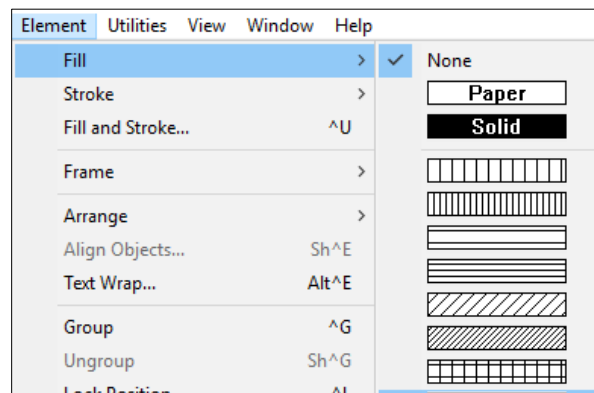 Element Utilities View Window Help
Fill > None
Stroke > Paper
Fill and Stroke... ^U Solid
Frame >
Arrange >
Align Objects... Sh^E
Text Wrap... Alt^E
Group ^G
Ungroup Sh^G